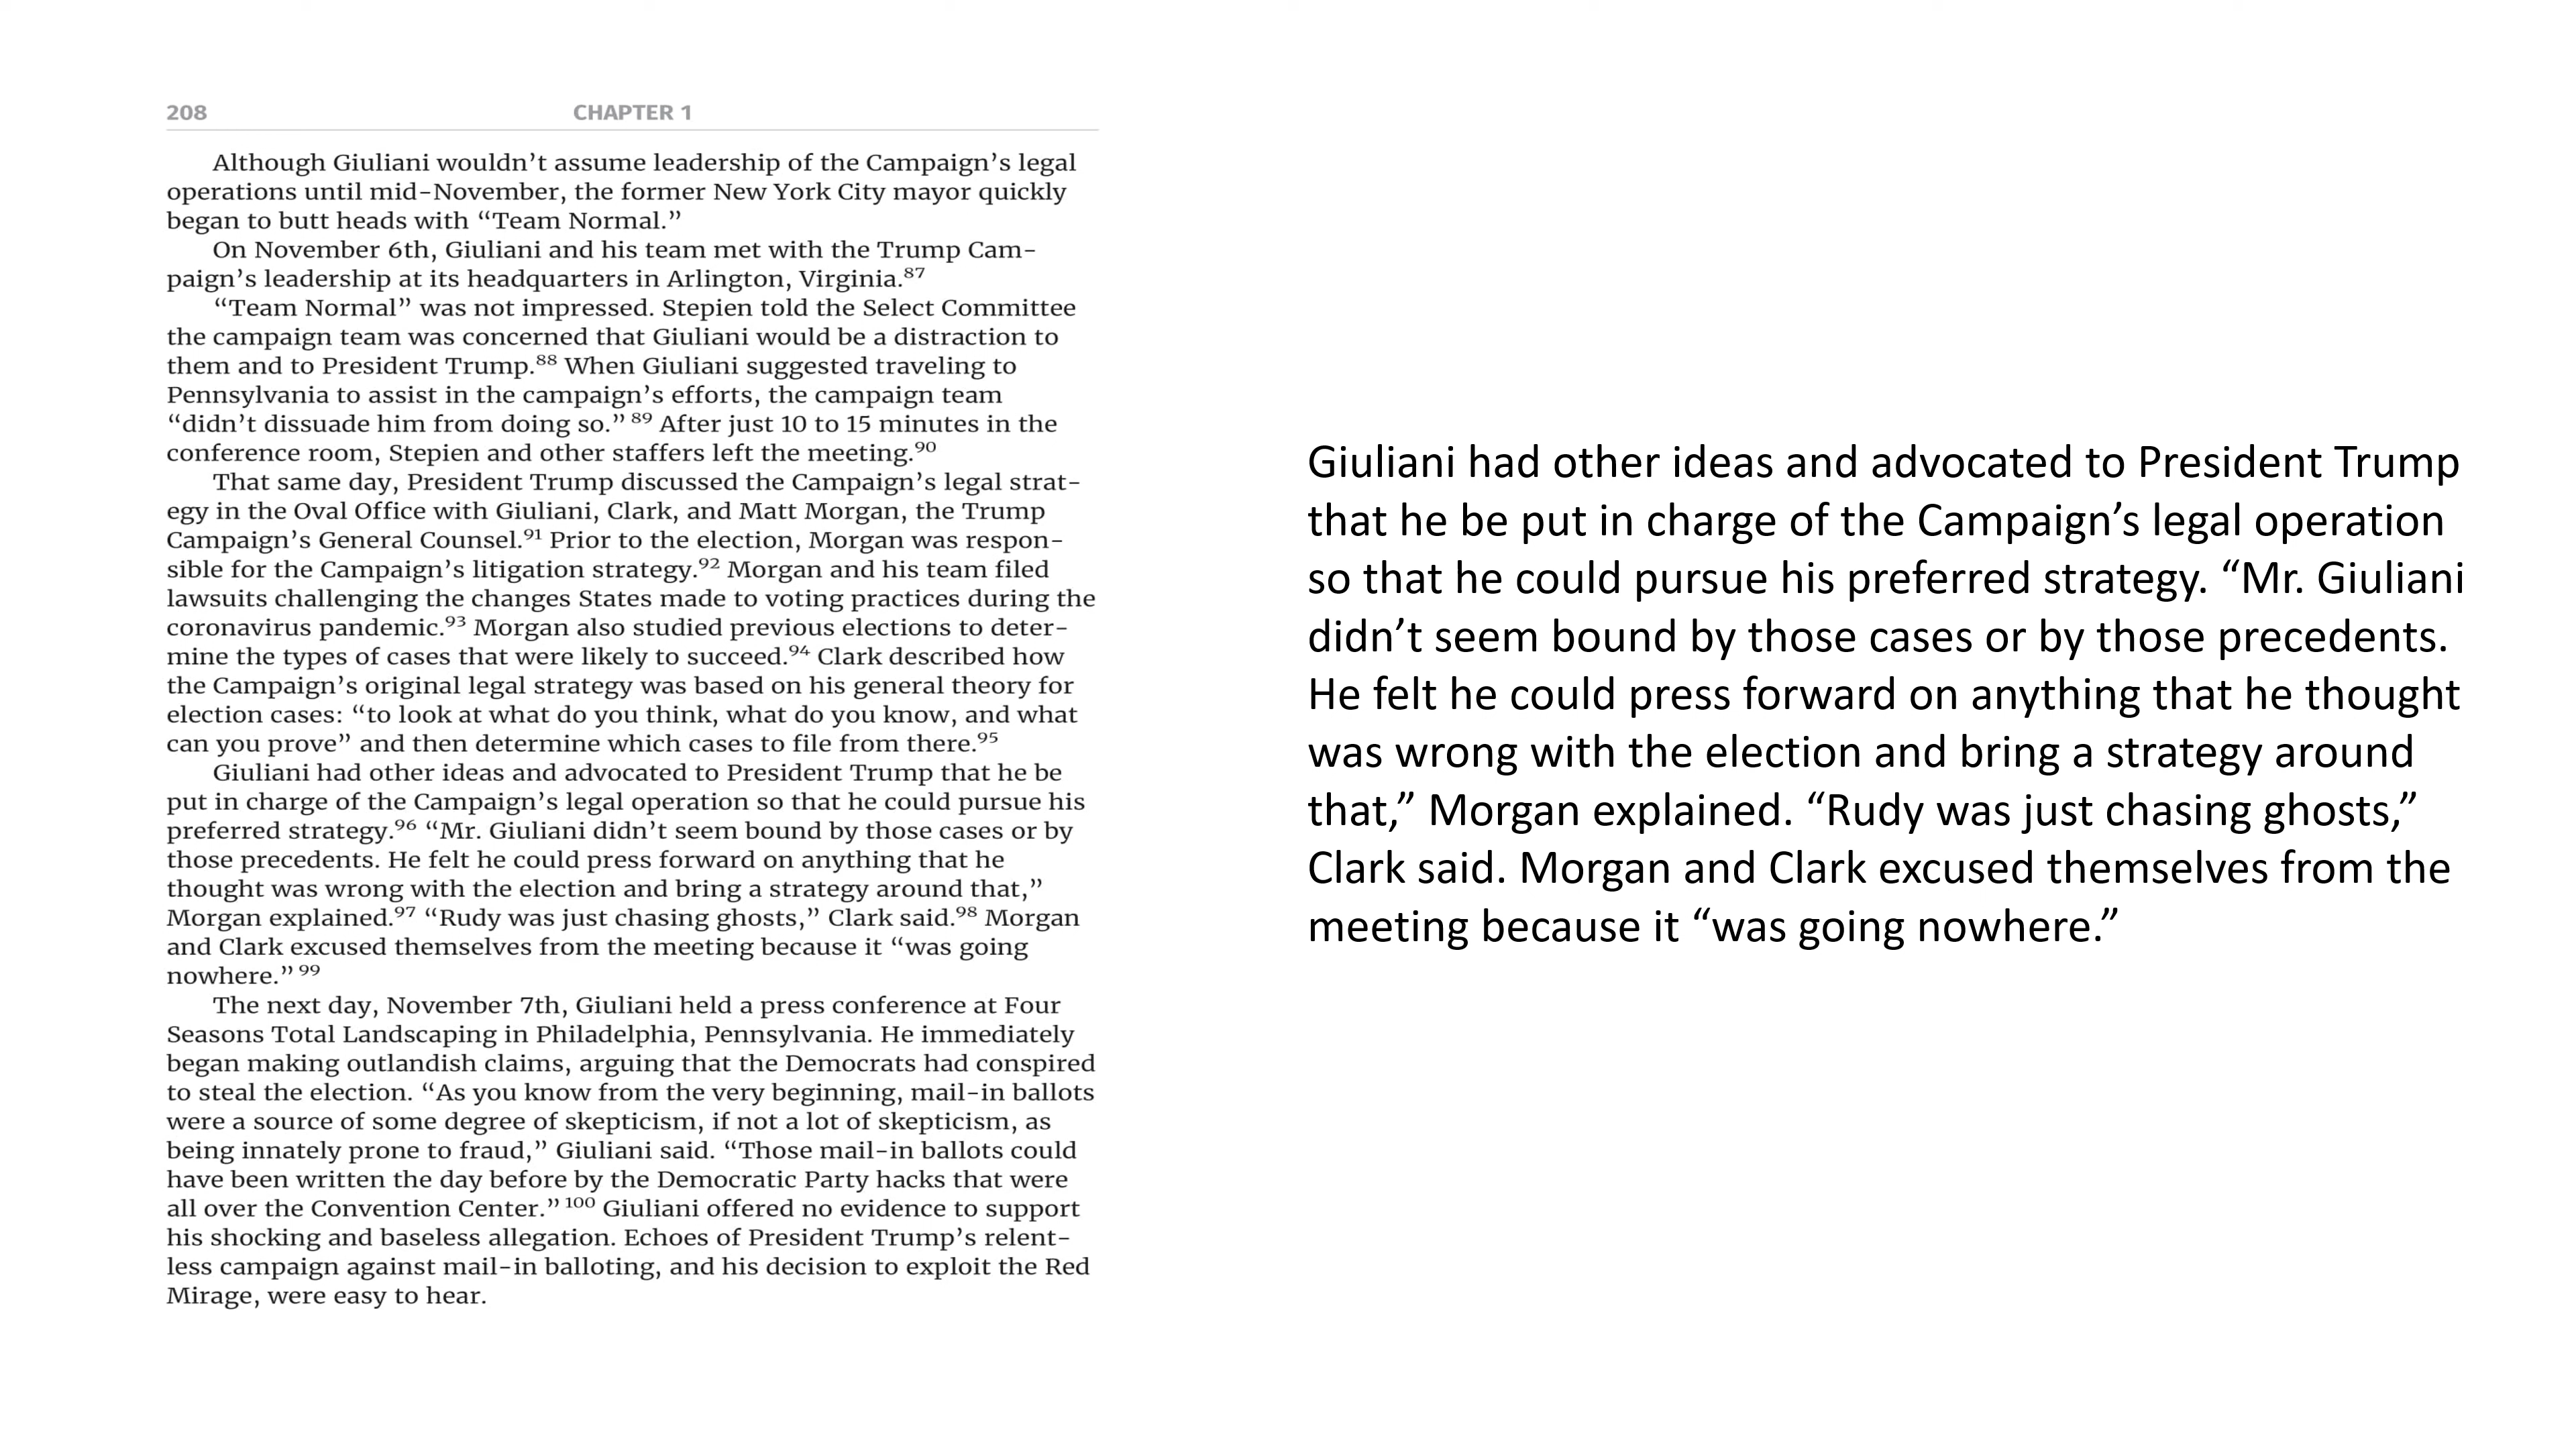 208 CHAPTER 1
Although Giuliani wouldn’t assume leadership of the Campaign’s legal
operations until mid-November, the former New York City mayor quickly
began to butt heads with “Team Normal.”
On November 6th, Giuliani and his team met with the Trump Cam-
paign’s leadership at its headquarters in Arlington, Virginia.87
“Team Normal” was not impressed. Stepien told the Select Committee
the campaign team was concerned that Giuliani would be a distraction to
them and to President Trump.88 When Giuliani suggested traveling to
Pennsylvania to assist in the campaign’s efforts, the campaign team
“didn’t dissuade him from doing so.” 89 After just 10 to 15 minutes in the
conference room, Stepien and other staffers left the meeting.90
That same day, President Trump discussed the Campaign’s legal strat-
egy in the Oval Office with Giuliani, Clark, and Matt Morgan, the Trump
Campaign’s General Counsel.91 Prior to the election, Morgan was respon-
sible for the Campaign’s litigation strategy.92 Morgan and his team filed
lawsuits challenging the changes States made to voting practices during the
coronavirus pandemic.93 Morgan also studied previous elections to deter-
mine the types of cases that were likely to succeed.94 Clark described how
the Campaign’s original legal strategy was based on his general theory for
election cases: “to look at what do you think, what do you know, and what
can you prove” and then determine which cases to file from there.95
Giuliani had other ideas and advocated to President Trump that he be
put in charge of the Campaign’s legal operation so that he could pursue his
preferred strategy.96 “Mr. Giuliani didn’t seem bound by those cases or by
those precedents. He felt he could press forward on anything that he
thought was wrong with the election and bring a strategy around that,”
Morgan explained.97 “Rudy was just chasing ghosts,” Clark said.98 Morgan
and Clark excused themselves from the meeting because it “was going
nowhere.” 99
The next day, November 7th, Giuliani held a press conference at Four
Seasons Total Landscaping in Philadelphia, Pennsylvania. He immediately
began making outlandish claims, arguing that the Democrats had conspired
to steal the election. “As you know from the very beginning, mail-in ballots
were a source of some degree of skepticism, if not a lot of skepticism, as
being innately prone to fraud,” Giuliani said. “Those mail-in ballots could
have been written the day before by the Democratic Party hacks that were
all over the Convention Center.” 100 Giuliani offered no evidence to support
his shocking and baseless allegation. Echoes of President Trump’s relent-
less campaign against mail-in balloting, and his decision to exploit the Red
Mirage, were easy to hear.
Giuliani had other ideas and advocated to President Trump
that he be put in charge of the Campaign’s legal operation
so that he could pursue his preferred strategy. “Mr. Giuliani
didn’t seem bound by those cases or by those precedents.
He felt he could press forward on anything that he thought
was wrong with the election and bring a strategy around
that,” Morgan explained. “Rudy was just chasing ghosts,”
Clark said. Morgan and Clark excused themselves from the
meeting because it “was going nowhere.”